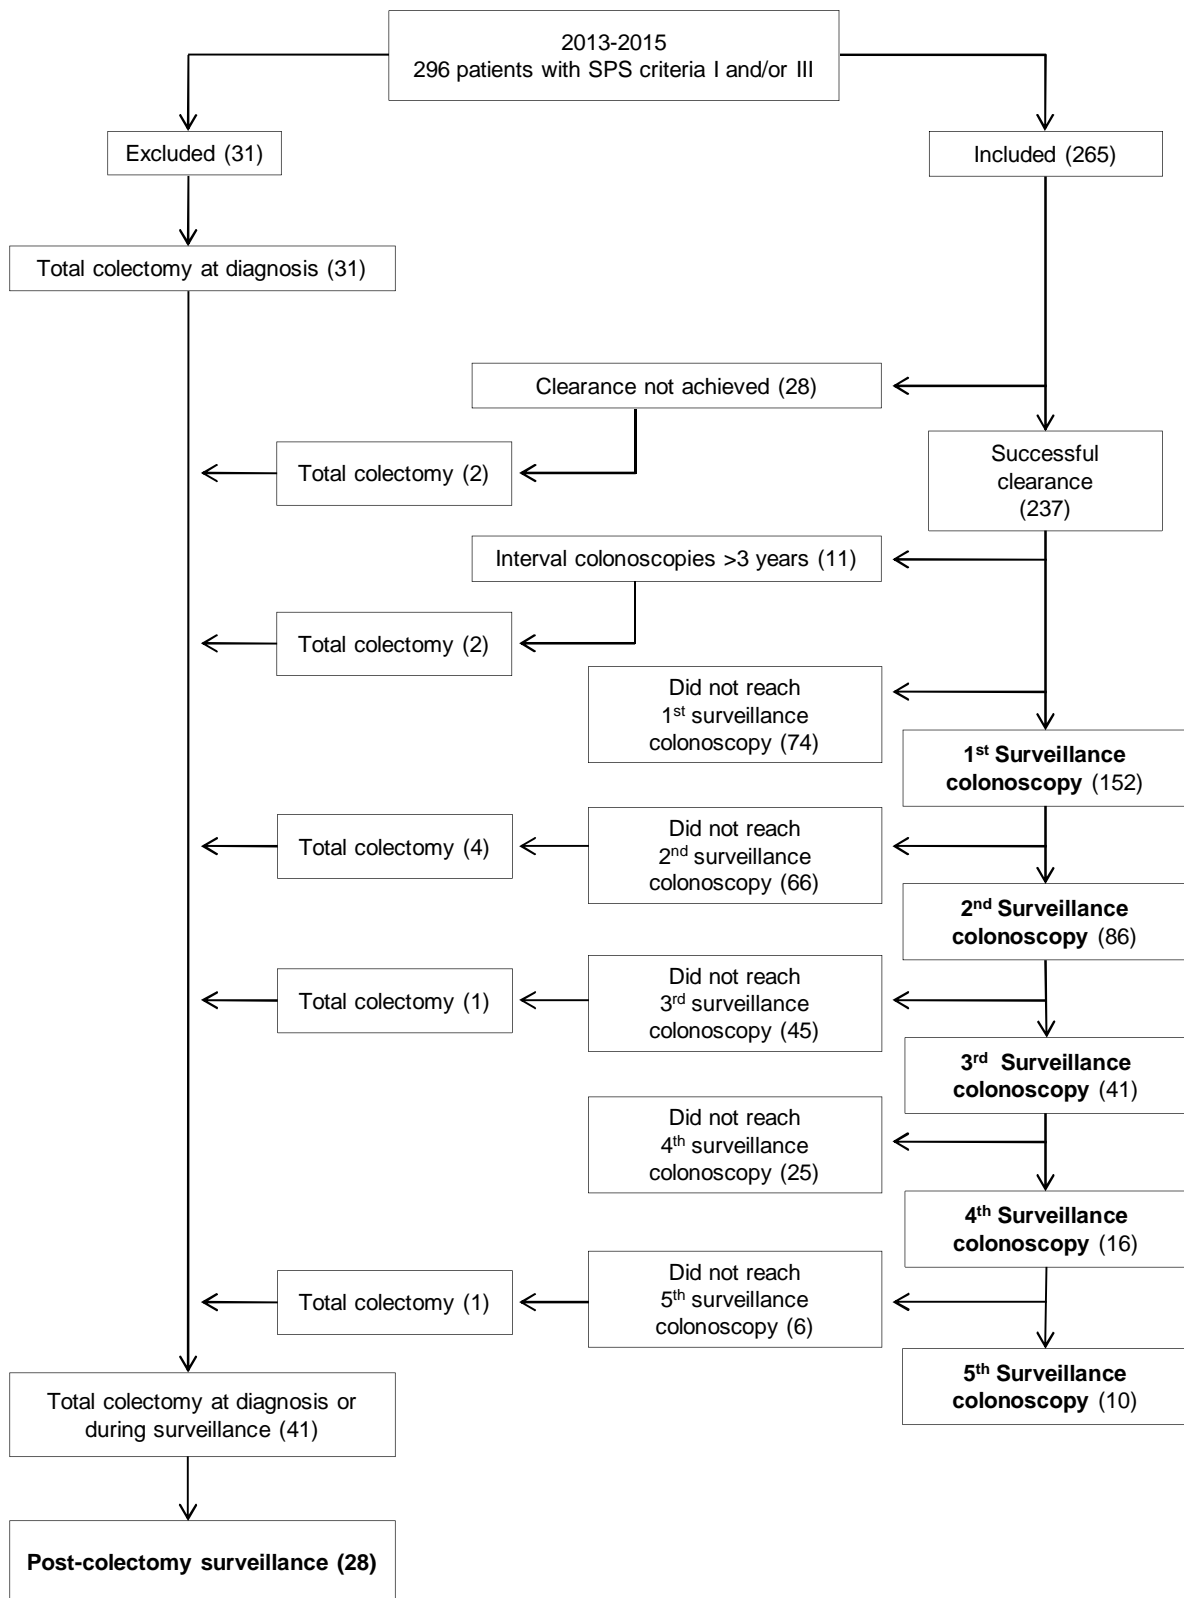 2013-2015
296 patients with SPS criteria I and/or III
Excluded (31)
Included (265)
Total colectomy at diagnosis (31)
Clearance not achieved (28)
Total colectomy (2)
Successful
clearance
(237)
Interval colonoscopies >3 years (11)
Total colectomy (2)
Did not reach
1st surveillance
colonoscopy (74)
1st Surveillance
colonoscopy (152)
Total colectomy (4)
Did not reach
2nd surveillance
colonoscopy (66)
2nd Surveillance
colonoscopy (86)
Total colectomy (1)
Did not reach
3rd surveillance
colonoscopy (45)
3rd Surveillance
colonoscopy (41)
Did not reach
4th surveillance
colonoscopy (25)
4th Surveillance
colonoscopy (16)
Total colectomy (1)
Did not reach
5th surveillance
colonoscopy (6)
5th Surveillance
colonoscopy (10)
Total colectomy at diagnosis or
during surveillance (41)
Post-colectomy surveillance (28)